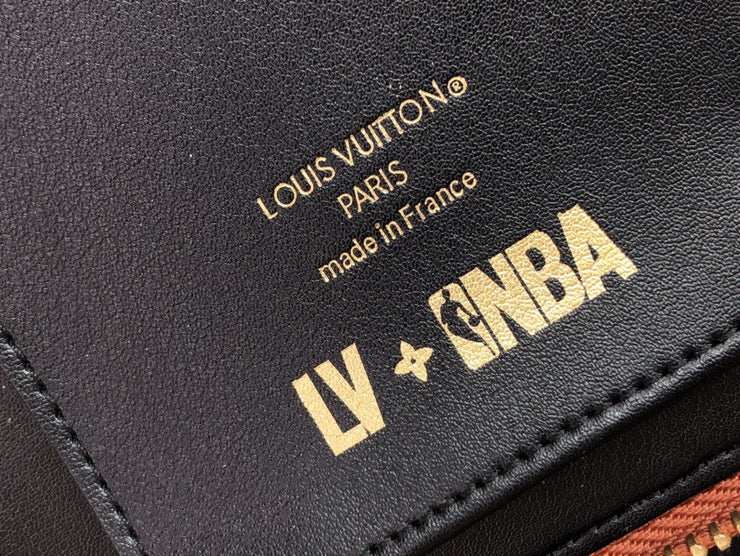 LOUIS VUITTON®
PARIS
made in France
LV + NBA